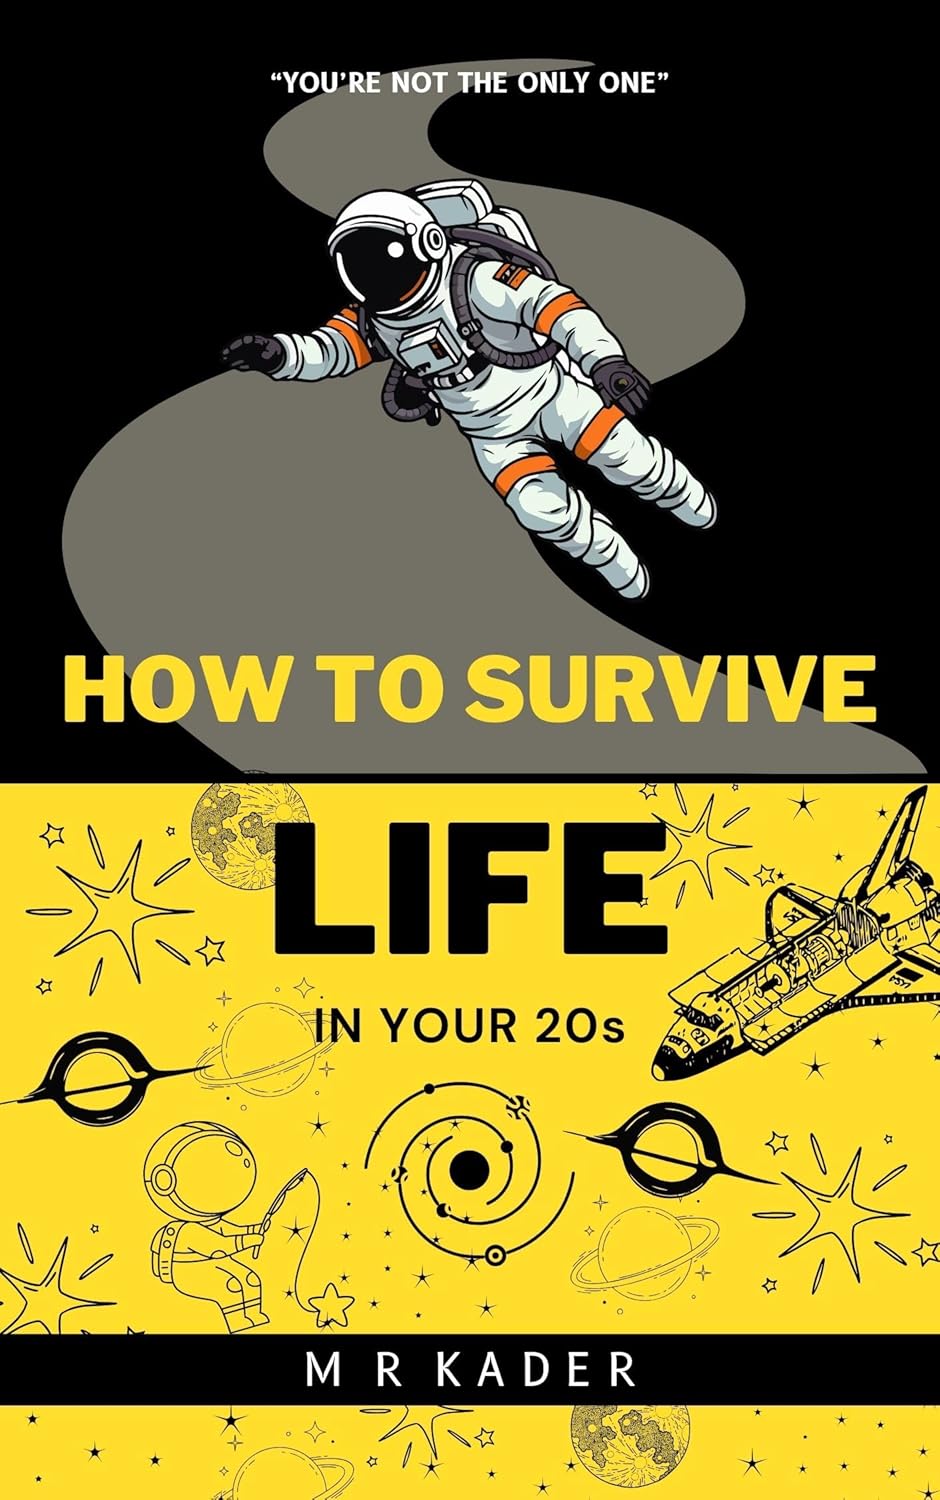 “YOU’RE NOT THE ONLY ONE”
HOW TO SURVIVE
LIFE
IN YOUR 20s
M R KADER